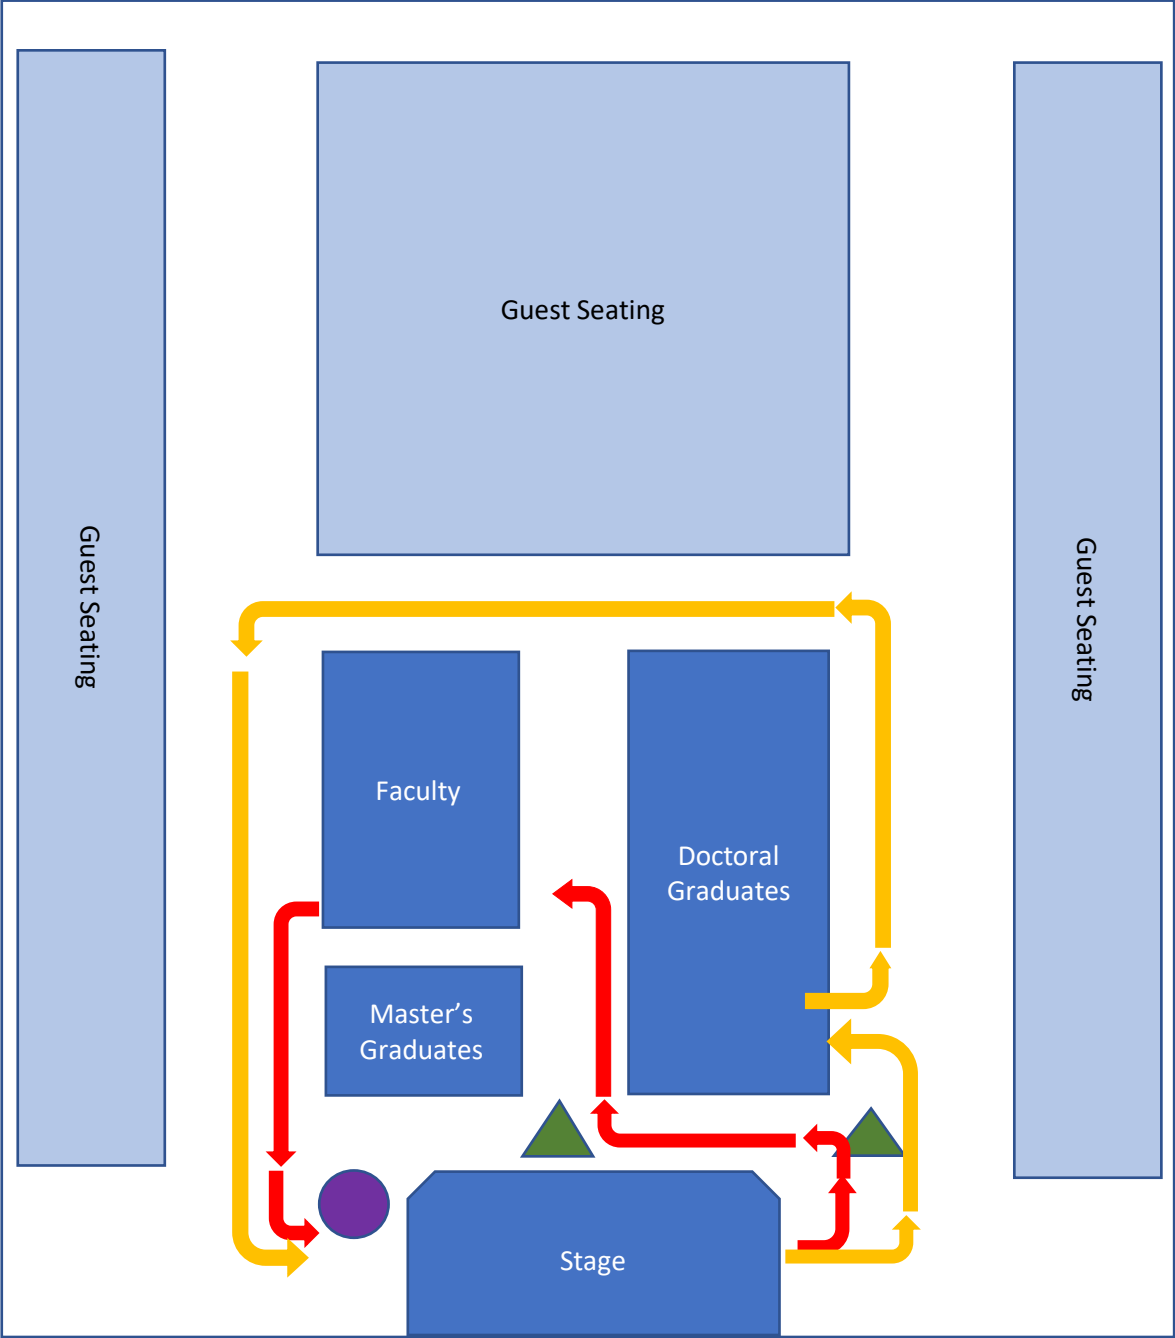 Guest Seating
Guest Seating
Guest Seating
Faculty
Doctoral
Graduates
Master's
Graduates
Stage